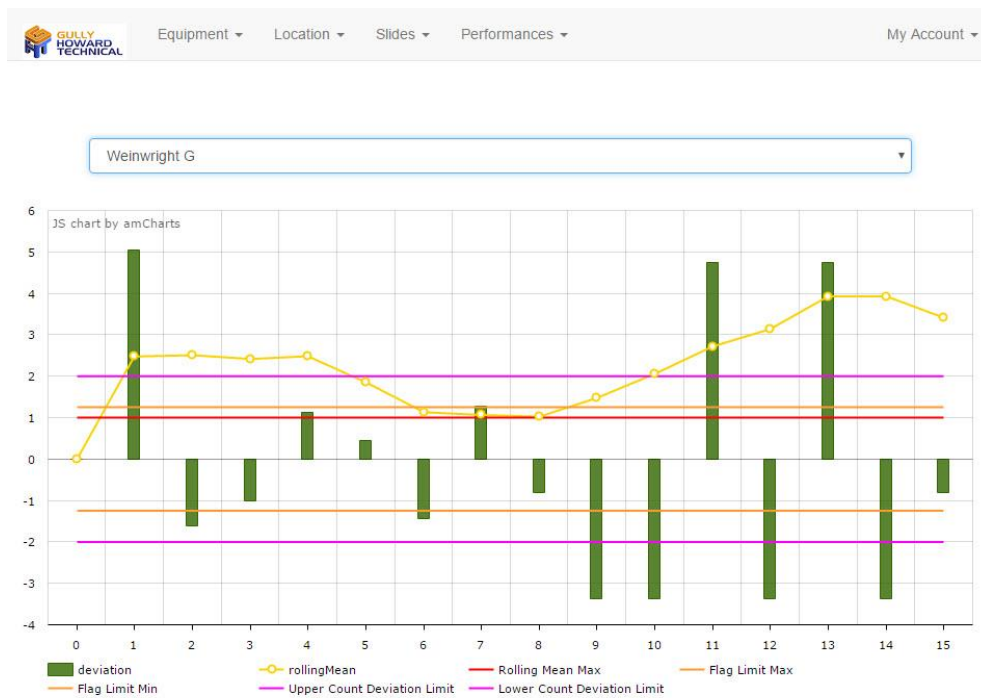 GULLY
HOWARD
TECHNICAL
Equipment Location Slides Performances My Account
Weinwright G
JS chart by amCharts
6
5
4
3
2
1
0
-1
-2
-3
-4
0 1 2 3 4 5 6 7 8 9 10 11 12 13 14 15
deviation rollingMean Rolling Mean Max Flag Limit Max
Flag Limit Min Upper Count Deviation Limit Lower Count Deviation Limit